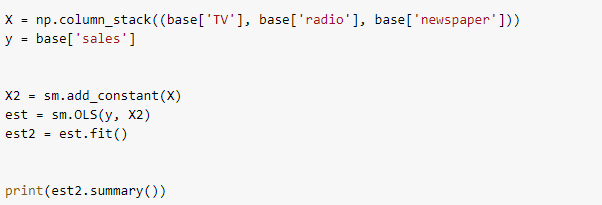 X = np.column_stack((base['TV'], base['radio'], base['newspaper']))
y = base['sales']
X2 = sm.add_constant(X)
est = sm.OLS(y, X2)
est2 = est.fit()
print(est2.summary())